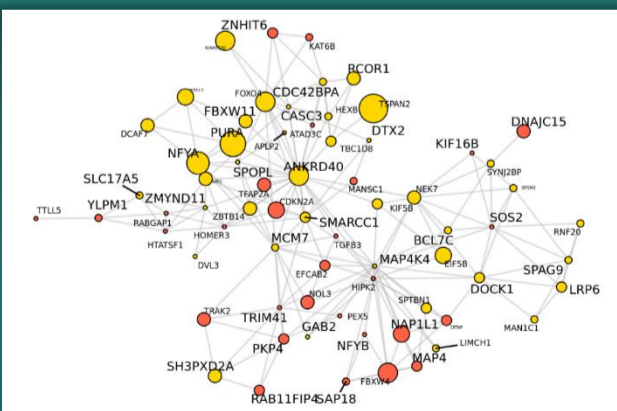 ZNHIT6
KAT6B
RCOR1
FOXO4
CDC42BPA
HEXB
TSPAN2
FBXW11
CASC3
DTX2
DCAF7
PURA
ATAD3C
APLP2
TBC1D8
KIF16B
DNAJC15
NFYA
ANKRD40
SYNJ2BP
SLC17A5
SPOPL
MANSC1
NEK7
ZMYND11
TFAP2A
CDKN2A
KIF5B
TTLL5
YLPM1
RABGAP1
ZBTB14
SMARCC1
SOS2
HTATSF1
HOMER3
TGFB3
BCL7C
RNF20
MCM7
DVL3
MAP4K4
EIF5B
SPAG9
EFCAB2
HIPK2
DOCK1
LRP6
NOL3
SPTBN1
TRAK2
TRIM41
PEX5
NAP1L1
MAN1C1
GAB2
PKP4
NFYB
LIMCH1
MAP4
SH3PXD2A
FBXW4
RAB11FIP4
SAP18